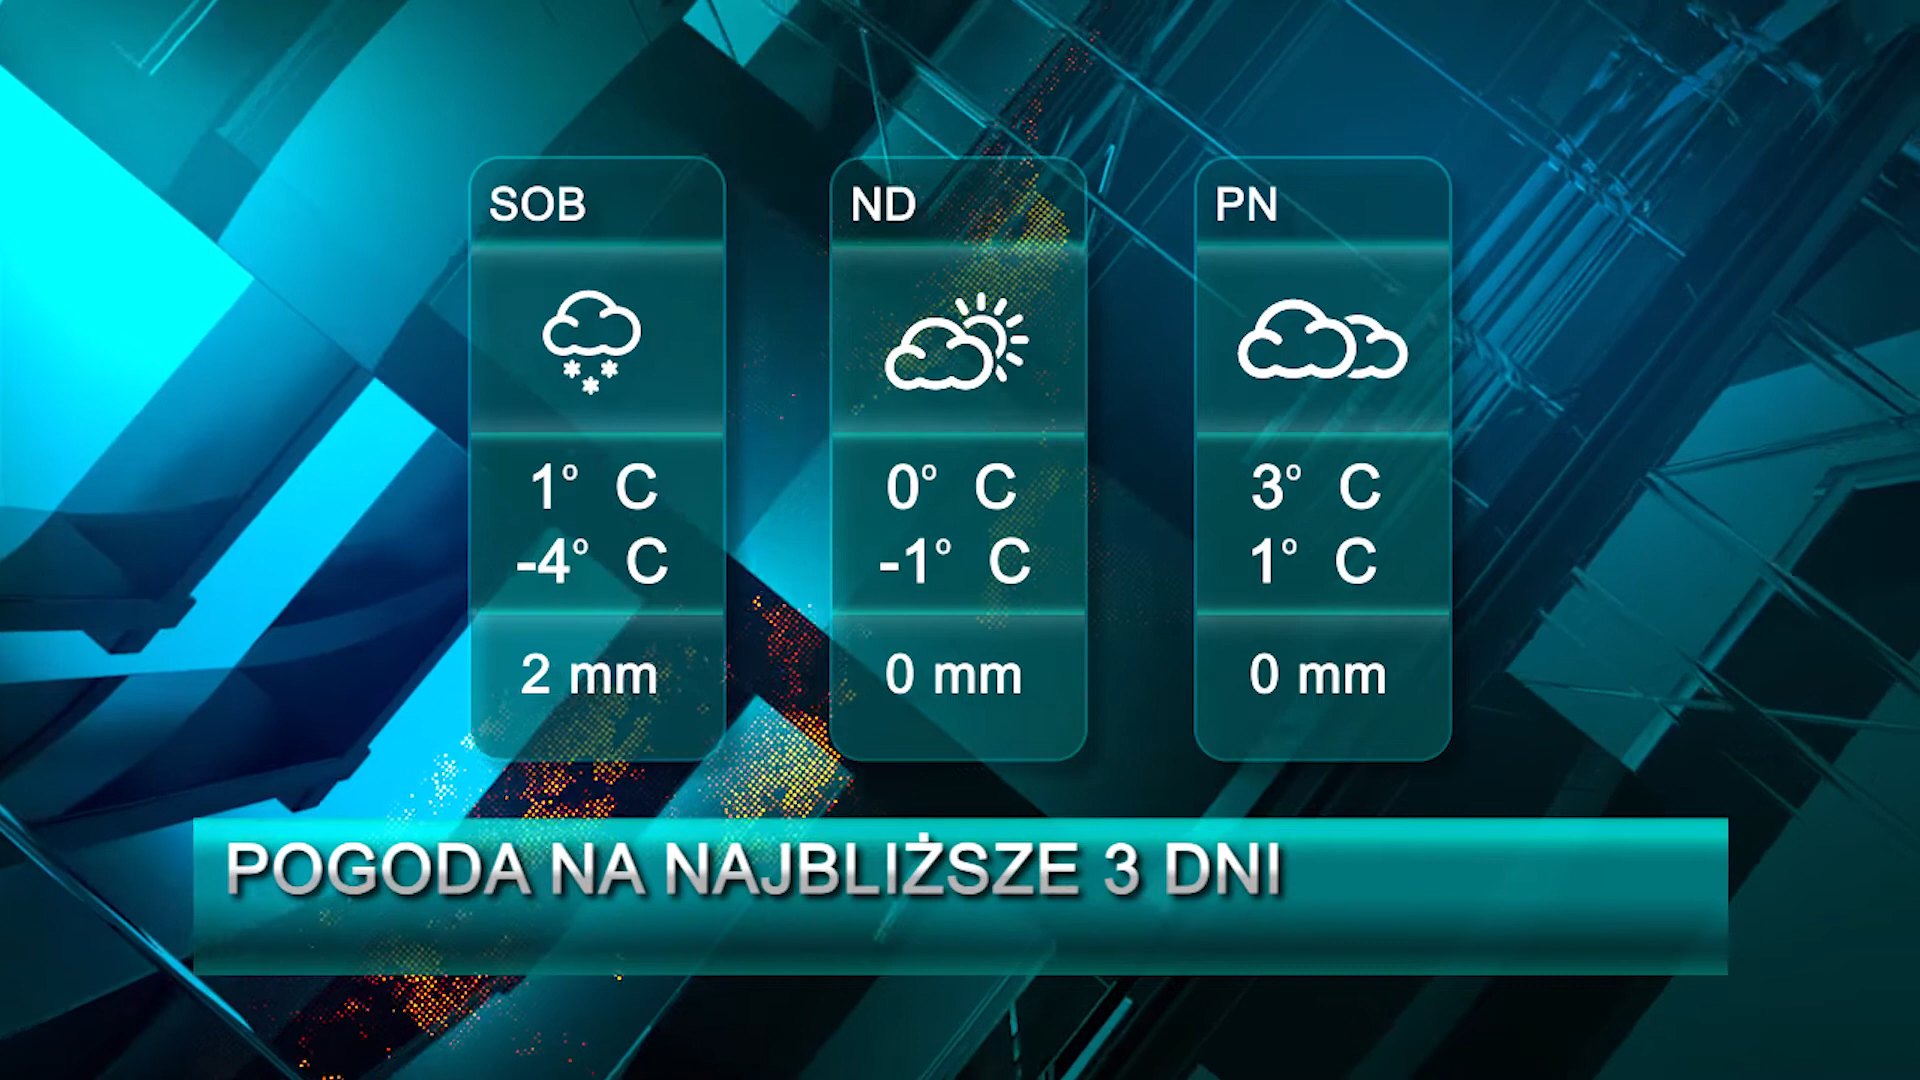 SOB
1° C
-4° C
2 mm
ND
0° C
-1° C
0 mm
PN
3° C
1° C
0 mm
POGODA NA NAJBLIŻSZE 3 DNI